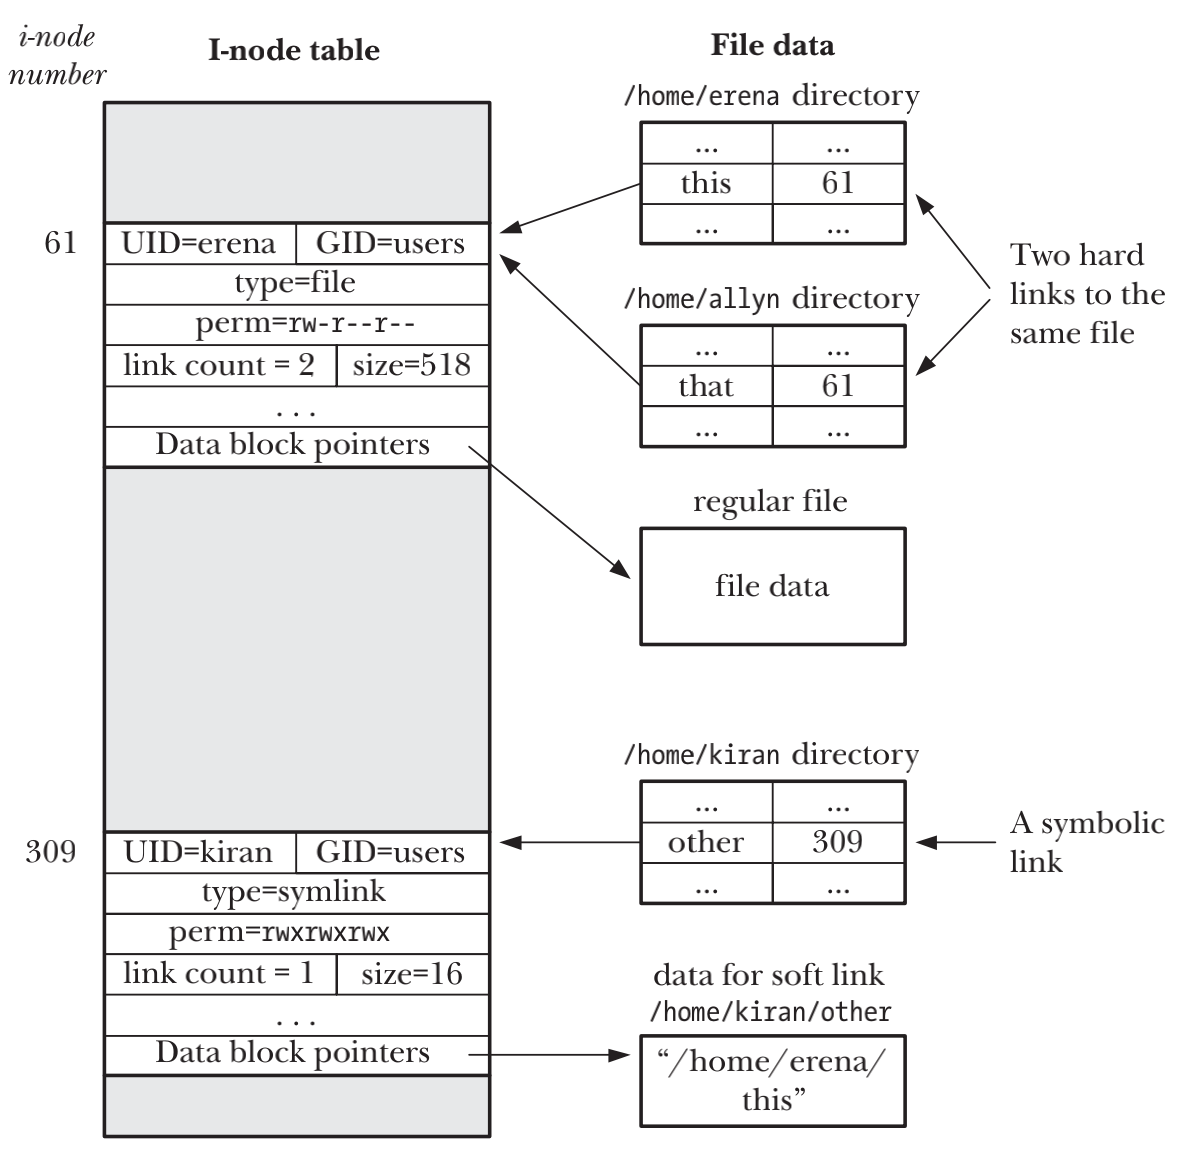 i-node
number
I-node table
61
UID=erena GID=users
type=file
perm=rw-r--r--
link count = 2 size=518
...
Data block pointers
309
UID=kiran GID=users
type=symlink
perm=rwxrwxrwx
link count = 1 size=16
...
Data block pointers
File data
/home/erena directory
... ...
this 61
... ...
/home/allyn directory
... ...
that 61
... ...
Two hard
links to the
same file
regular file
file data
/home/kiran directory
... ...
other 309
... ...
A symbolic
link
data for soft link
/home/kiran/other
“/home/erena/
this”